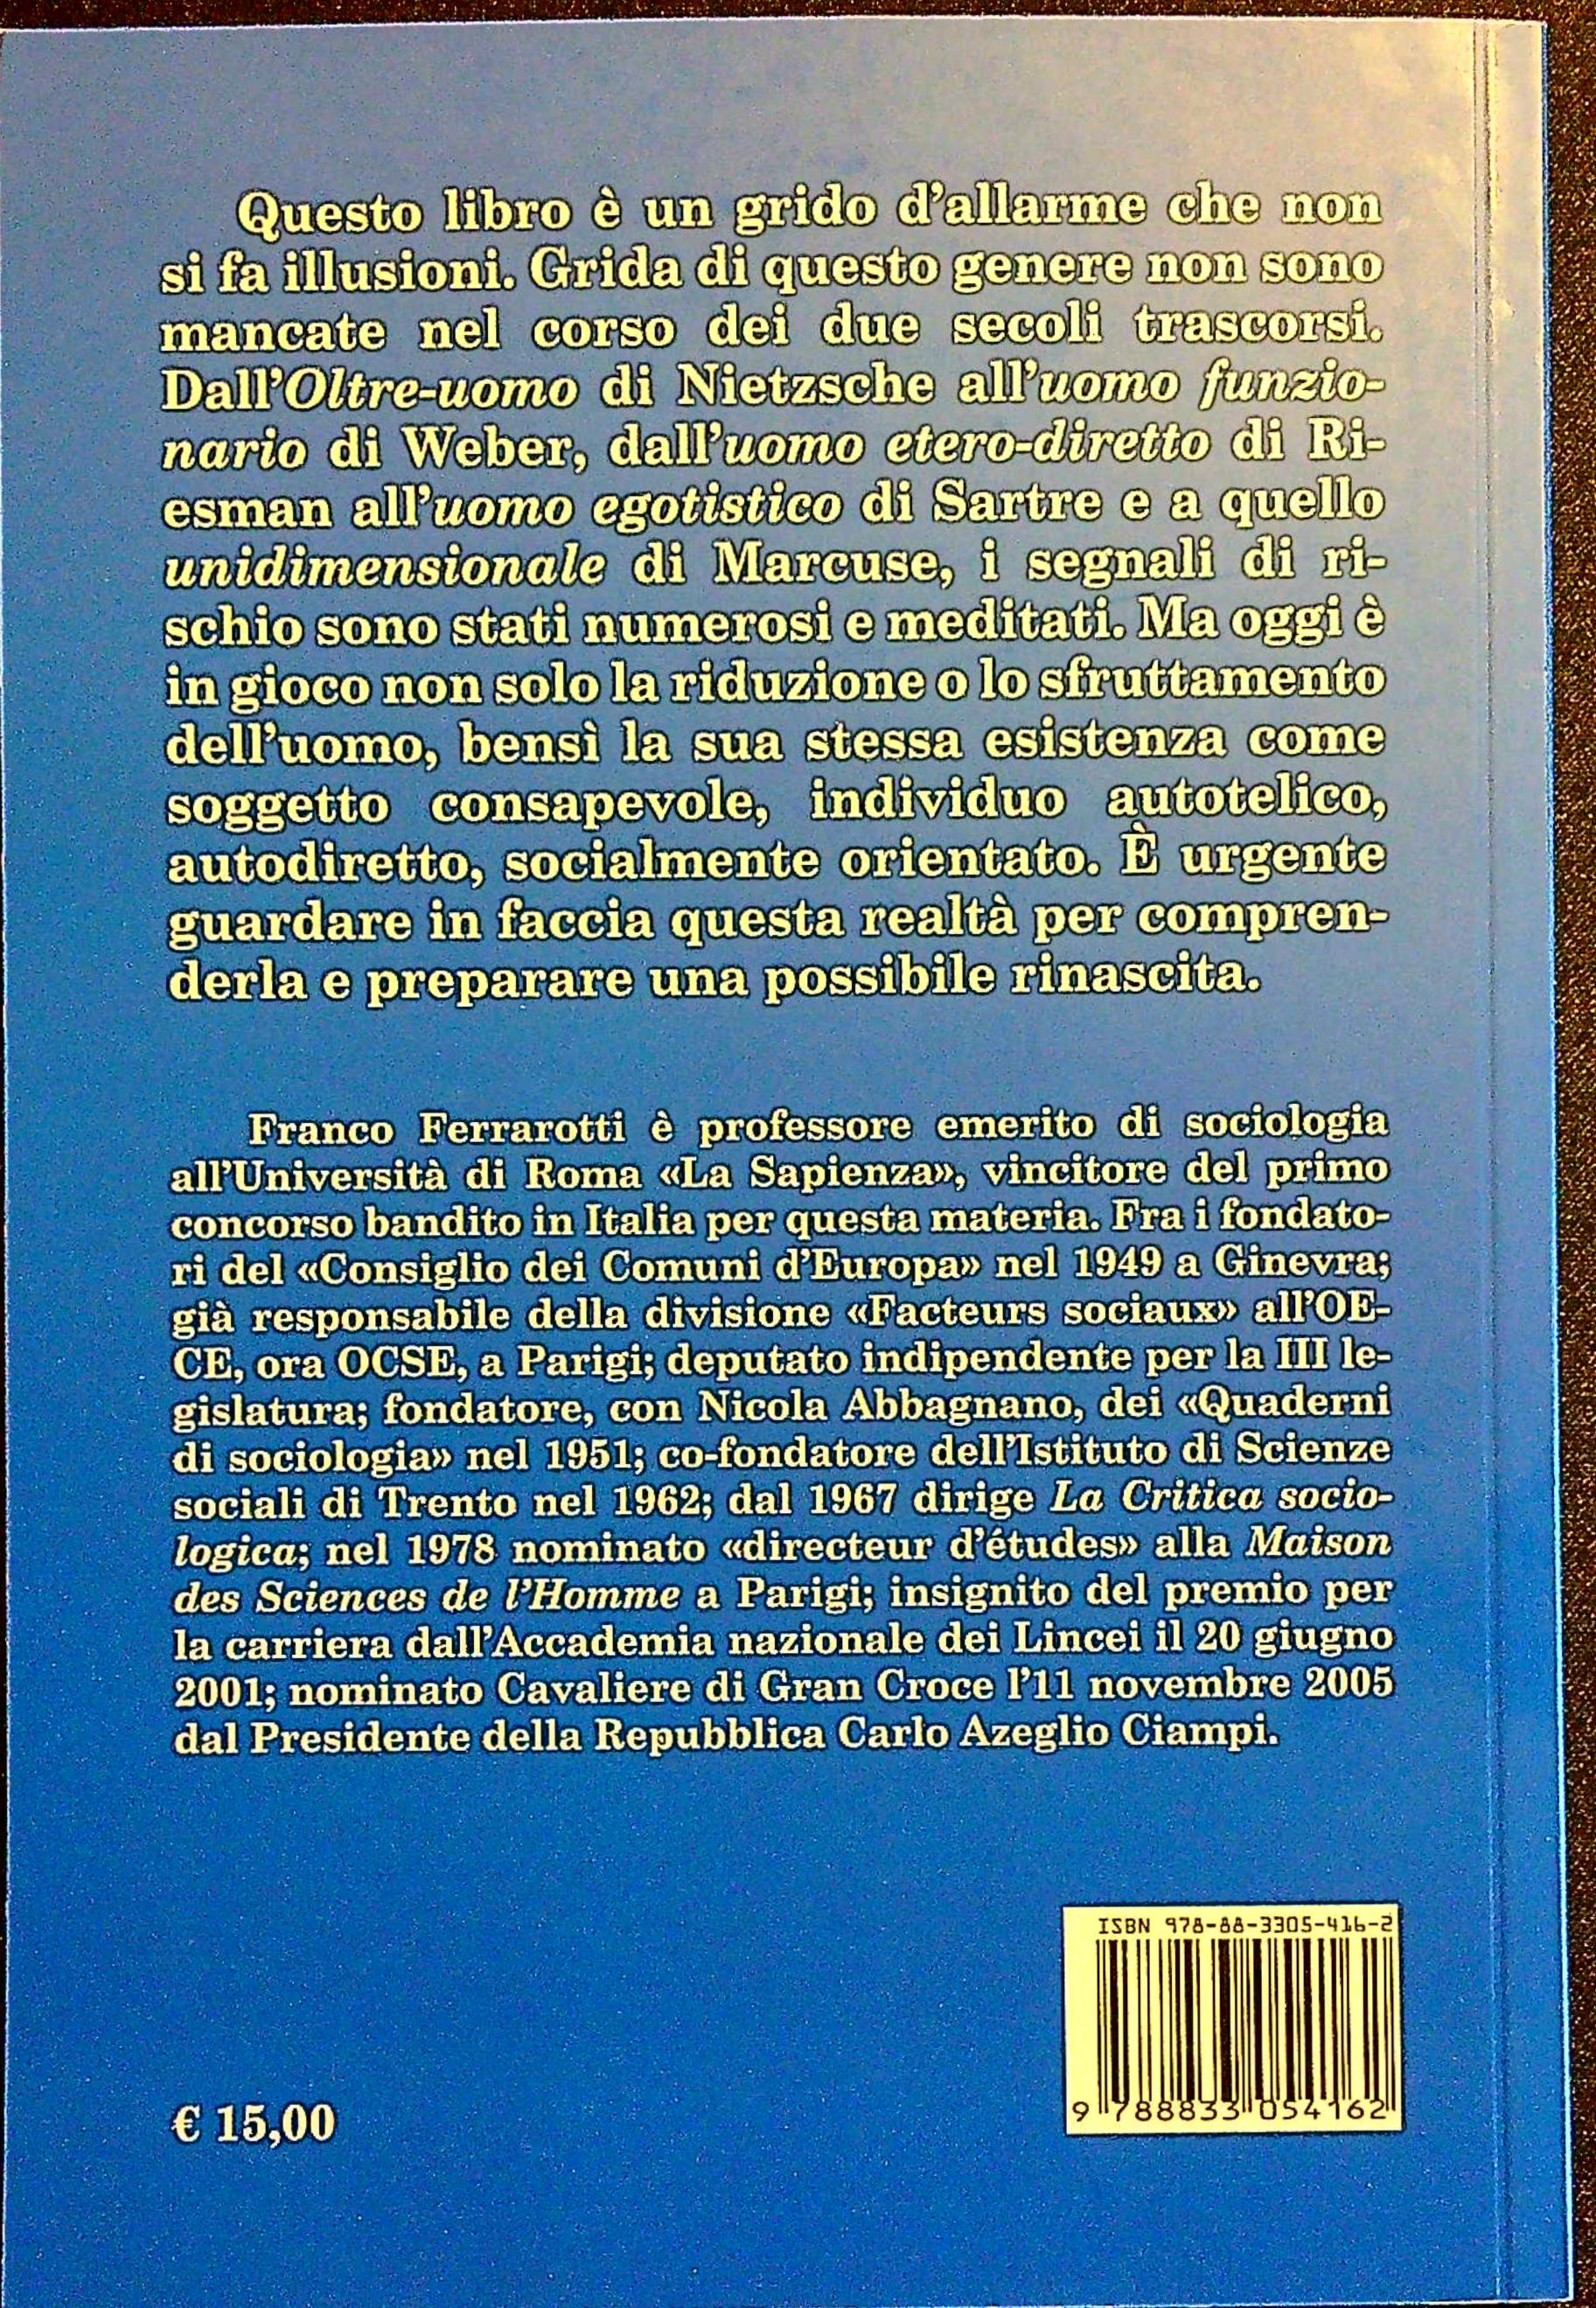 Questo libro è un grido d'allarme che non
si fa illusioni. Grida di questo genere non sono
mancate nel corso dei due secoli trascorsi.
Dall'Oltre-uomo di Nietzsche all'uomo funzio-
nario di Weber, dall'uomo etero-diretto di Ri-
esman all'uomo egotistico di Sartre e a quello
unidimensionale di Marcuse, i segnali di ri-
schio sono stati numerosi e meditati. Ma oggi è
in gioco non solo la riduzione o lo sfruttamento
dell'uomo, bensì la sua stessa esistenza come
soggetto consapevole, individuo autotelico,
autodiretto, socialmente orientato. È urgente
guardare in faccia questa realtà per compren-
derla e preparare una possibile rinascita.
Franco Ferrarotti è professore emerito di sociologia
all'Università di Roma «La Sapienza», vincitore del primo
concorso bandito in Italia per questa materia. Fra i fondato-
ri del «Consiglio dei Comuni d'Europa» nel 1949 a Ginevra;
già responsabile della divisione «Facteurs sociaux» all'OE-
CE, ora OCSE, a Parigi; deputato indipendente per la III le-
gislatura; fondatore, con Nicola Abbagnano, dei «Quaderni
di sociologia» nel 1951; co-fondatore dell'Istituto di Scienze
sociali di Trento nel 1962; dal 1967 dirige La Critica socio-
logica; nel 1978 nominato «directeur d'études» alla Maison
des Sciences de l'Homme a Parigi; insignito del premio per
la carriera dall'Accademia nazionale dei Lincei il 20 giugno
2001; nominato Cavaliere di Gran Croce l'11 novembre 2005
dal Presidente della Repubblica Carlo Azeglio Ciampi.
ISBN 978-88-3305-416-2
9 788833 054162
€ 15,00